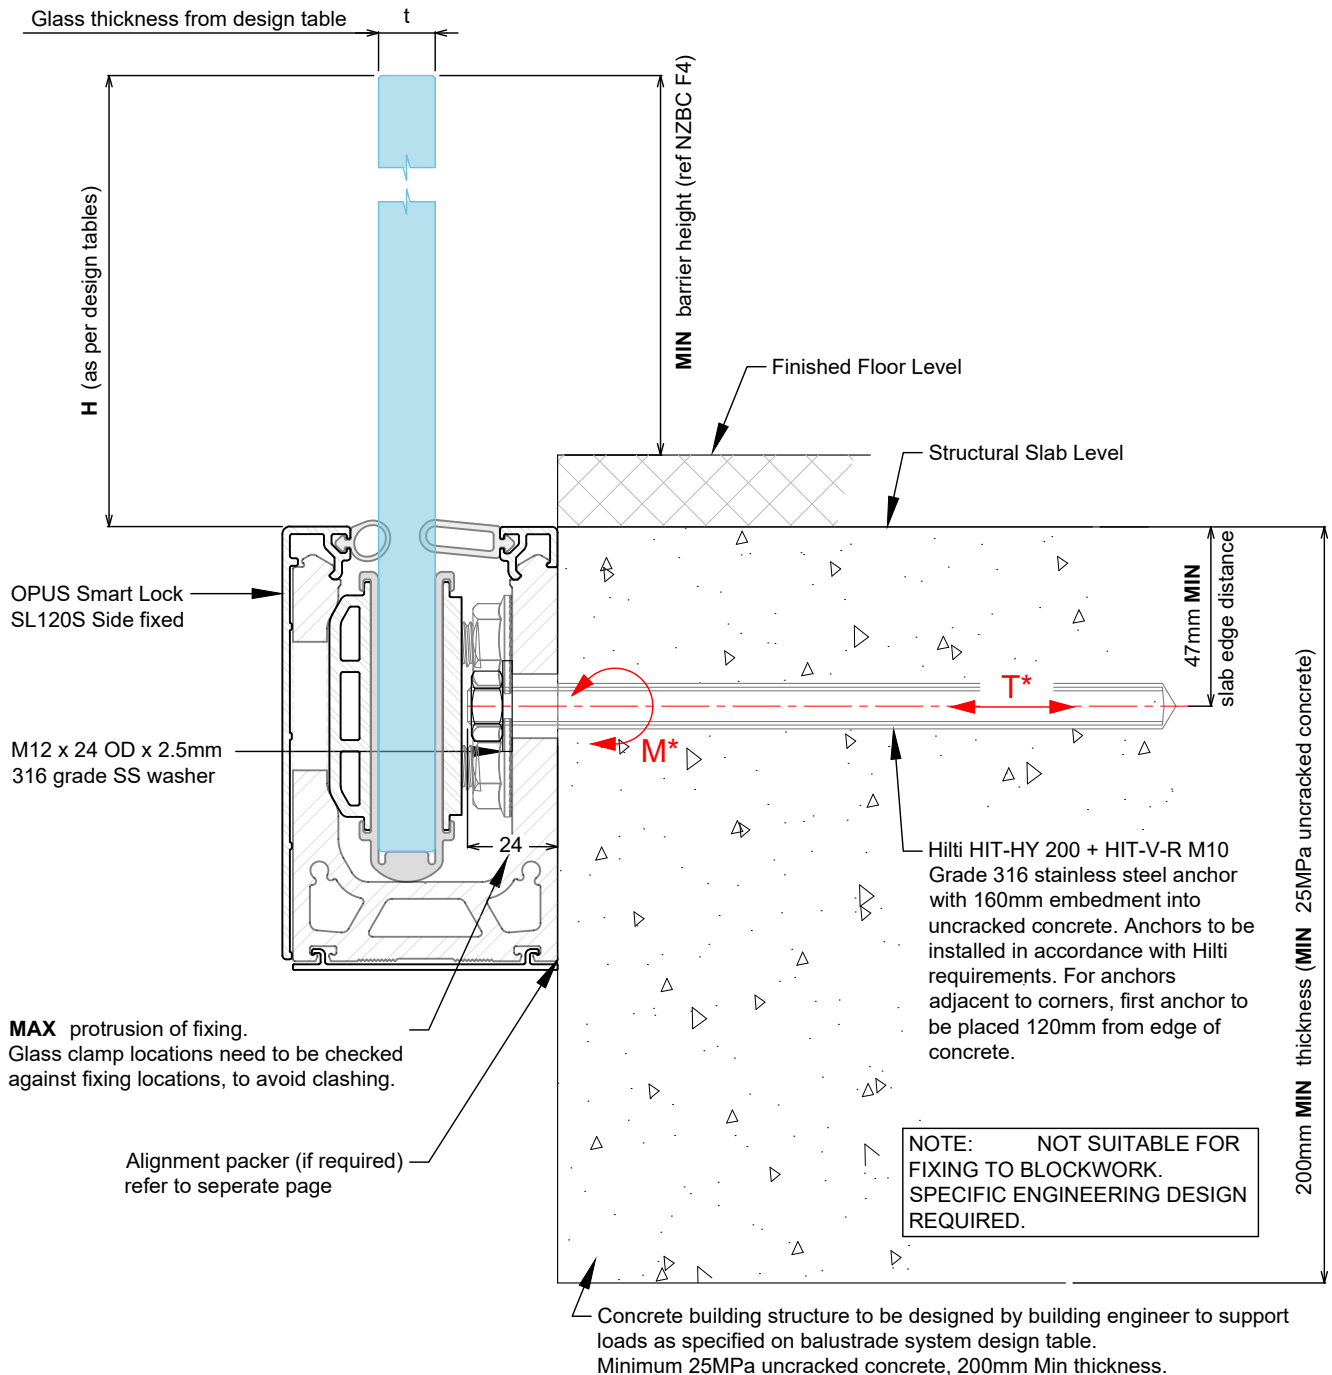 Glass thickness from design table
t
H (as per design tables)
MIN barrier height (ref NZBC F4)
Finished Floor Level
Structural Slab Level
OPUS Smart Lock
SL120S Side fixed
47mm MIN
slab edge distance
T*
M*
M12 x 24 OD x 2.5mm
316 grade SS washer
24
Hilti HIT-HY 200 + HIT-V-R M10
Grade 316 stainless steel anchor
with 160mm embedment into
uncracked concrete. Anchors to be
installed in accordance with Hilti
requirements. For anchors
adjacent to corners, first anchor to
be placed 120mm from edge of
concrete.
200mm MIN thickness (MIN 25MPa uncracked concrete)
MAX protrusion of fixing.
Glass clamp locations need to be checked
against fixing locations, to avoid clashing.
Alignment packer (if required)
refer to seperate page
NOTE: NOT SUITABLE FOR
FIXING TO BLOCKWORK.
SPECIFIC ENGINEERING DESIGN
REQUIRED.
Concrete building structure to be designed by building engineer to support
loads as specified on balustrade system design table.
Minimum 25MPa uncracked concrete, 200mm Min thickness.